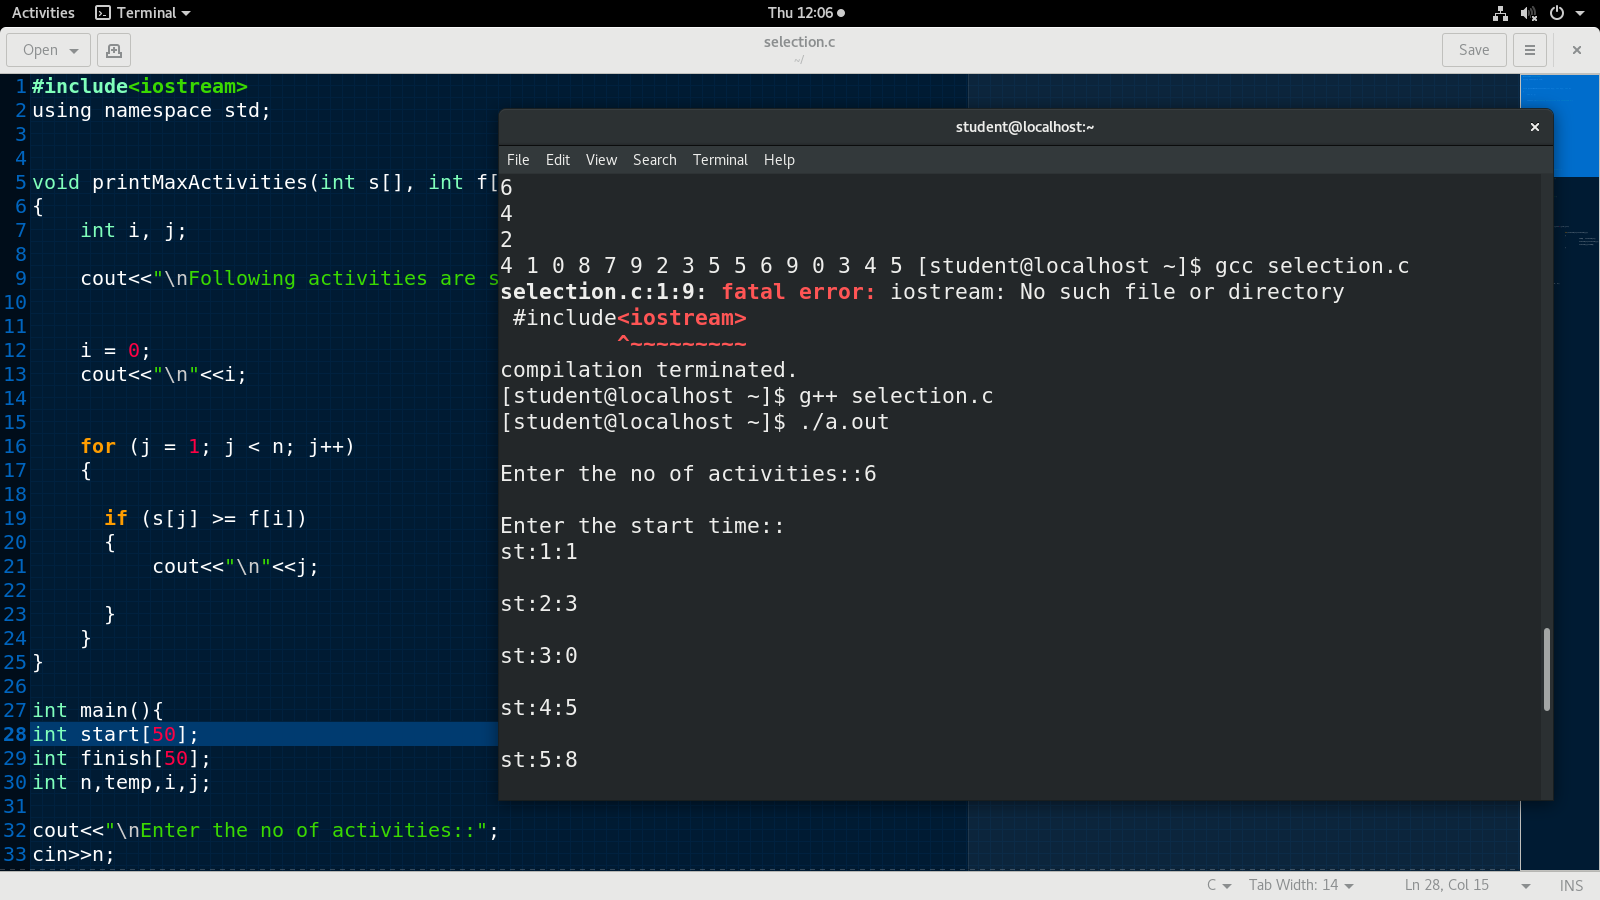 Activities Terminal Thu 12:06
Open selection.c Save
~/
1 #include<iostream>
2 using namespace std;
3
4
5 void printMaxActivities(int s[], int f[
6 {
7 int i, j;
8
9 cout<<"\nFollowing activities are s
10
11
12 i = 0;
13 cout<<"\n"<<i;
14
15
16 for (j = 1; j < n; j++)
17 {
18
19 if (s[j] >= f[i])
20 {
21 cout<<"\n"<<j;
22
23 }
24 }
25 }
26
27 int main(){
28 int start[50];
29 int finish[50];
30 int n,temp,i,j;
31
32 cout<<"\nEnter the no of activities::";
33 cin>>n;
student@localhost:~
File Edit View Search Terminal Help
6
4
2
4 1 0 8 7 9 2 3 5 5 6 9 0 3 4 5 [student@localhost ~]$ gcc selection.c
selection.c:1:9: fatal error: iostream: No such file or directory
#include<iostream>
^~~~~~~~~~
compilation terminated.
[student@localhost ~]$ g++ selection.c
[student@localhost ~]$ ./a.out
Enter the no of activities::6
Enter the start time::
st:1:1
st:2:3
st:3:0
st:4:5
st:5:8
C Tab Width: 14 Ln 28, Col 15 INS